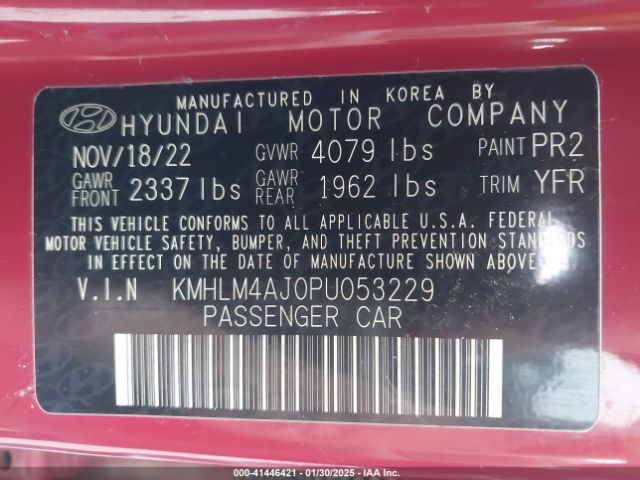 MANUFACTURED IN KOREA BY
HYUNDAI MOTOR COMPANY
NOV/18/22 GVWR 4079 lbs PAINT PR2
GAWR FRONT 2337 lbs GAWR REAR 1962 lbs TRIM YFR
THIS VEHICLE CONFORMS TO ALL APPLICABLE U.S.A. FEDERAL
MOTOR VEHICLE SAFETY, BUMPER, AND THEFT PREVENTION STANDARDS
IN EFFECT ON THE DATE OF MANUFACTURE SHOWN ABOVE.
V.I.N KMHLM4AJ0PU053229
PASSENGER CAR
000-41446421 - 01/30/2025 - IAA Inc.